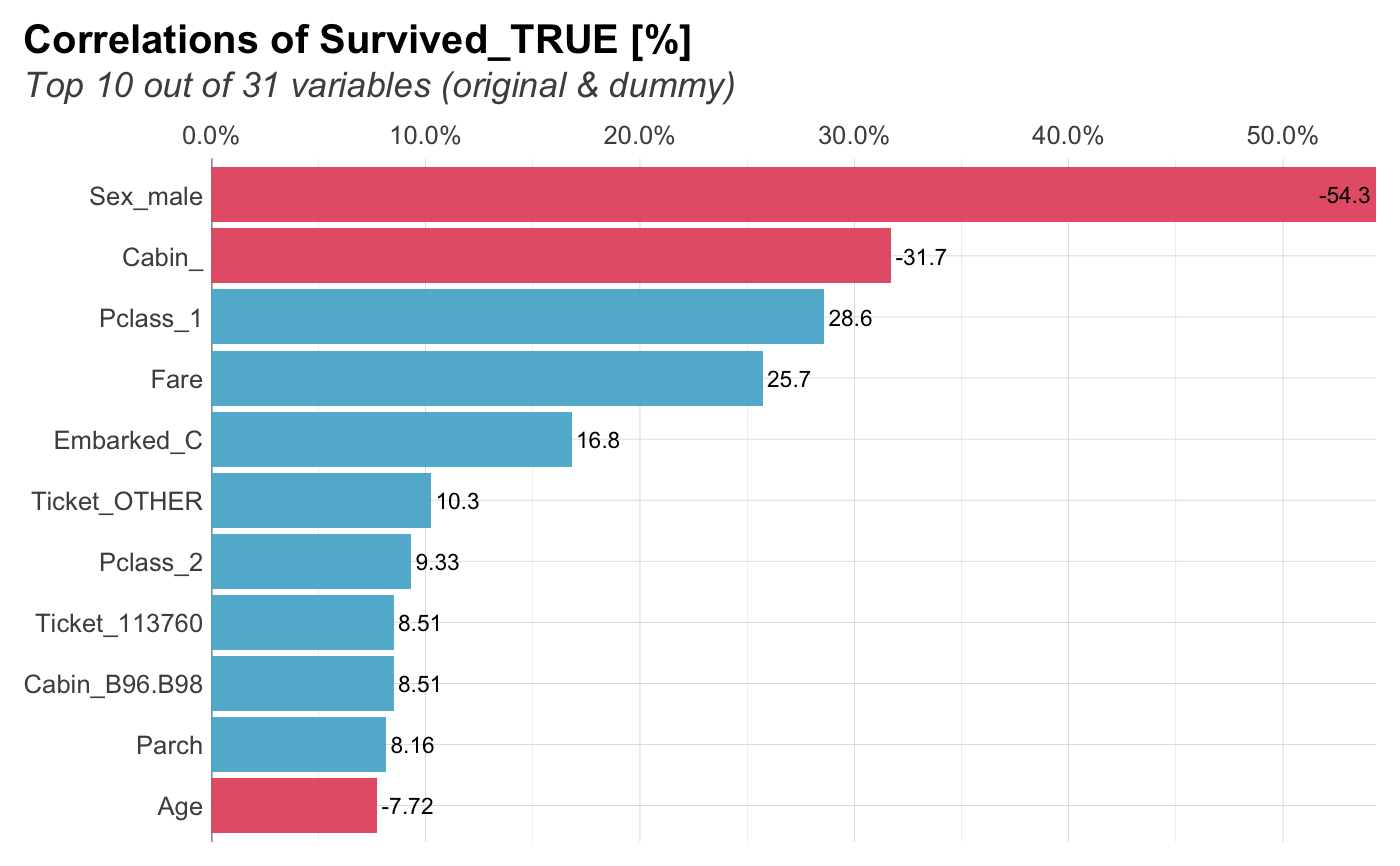 Correlations of Survived_TRUE [%]
Top 10 out of 31 variables (original & dummy)
0.0% 10.0% 20.0% 30.0% 40.0% 50.0%
Sex_male -54.3
Cabin_ -31.7
Pclass_1 28.6
Fare 25.7
Embarked_C 16.8
Ticket_OTHER 10.3
Pclass_2 9.33
Ticket_113760 8.51
Cabin_B96.B98 8.51
Parch 8.16
Age -7.72